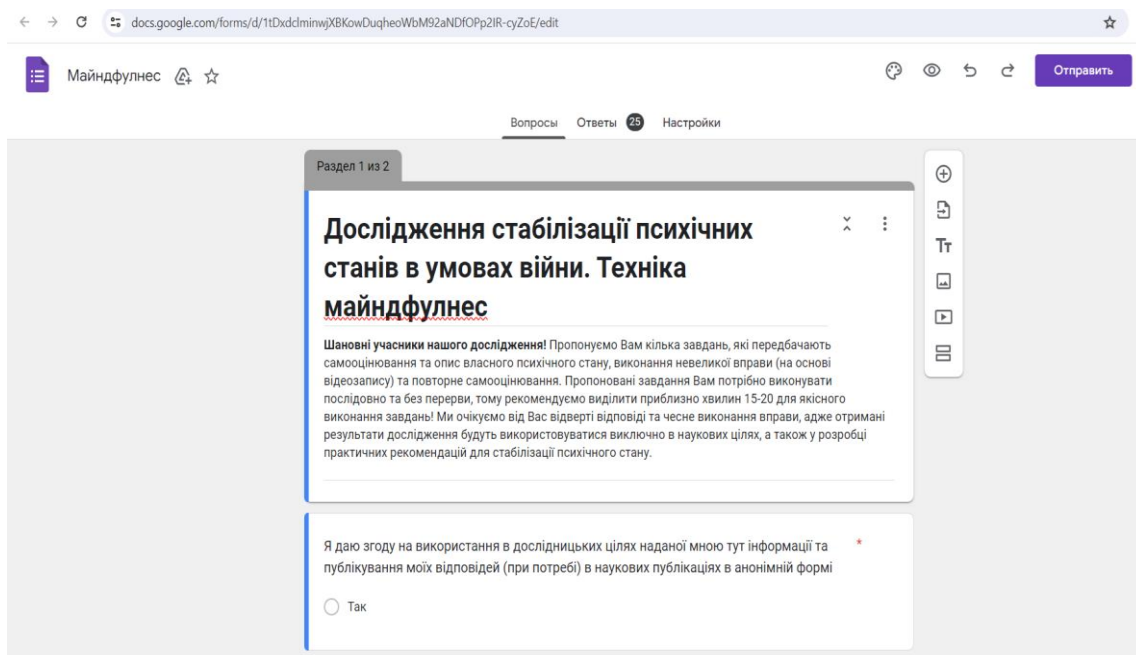 docs.google.com/forms/d/1tDxdclminwjXBKowDuqheoWbM92aNDfOPp2IR-cyZoE/edit
Майндфулнес
Отправить
Вопросы Ответы 25 Настройки
Раздел 1 из 2
Дослідження стабілізації психічних
станів в умовах війни. Техніка
майндфулнес
Шановні учасники нашого дослідження! Пропонуємо Вам кілька завдань, які передбачають
самооцінювання та опис власного психічного стану, виконання невеликої вправи (на основі
відеозапису) та повторне самооцінювання. Пропоновані завдання Вам потрібно виконувати
послідовно та без перерви, тому рекомендуємо виділити приблизно хвилин 15-20 для якісного
виконання завдань! Ми очікуємо від Вас відверті відповіді та чесне виконання вправи, адже отримані
результати дослідження будуть використовуватися виключно в наукових цілях, а також у розробці
практичних рекомендацій для стабілізації психічного стану.
Я даю згоду на використання в дослідницьких цілях наданої мною тут інформації та *
публікування моїх відповідей (при потребі) в наукових публікаціях в анонімній формі
Так
Тт